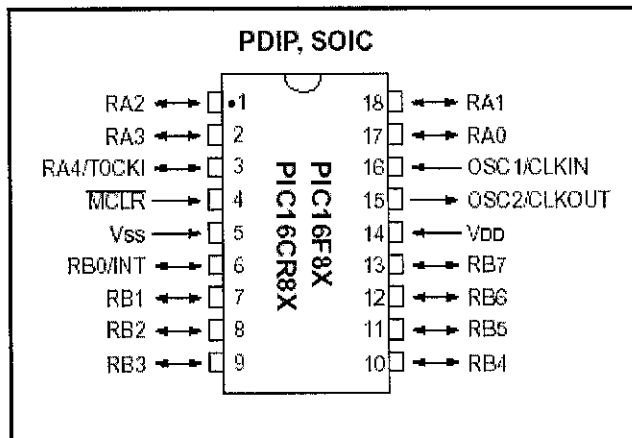 PDIP, SOIC
RA2 •1 18 RA1
RA3 2 17 RA0
RA4/T0CKI 3 16 OSC1/CLKIN
MCLR 4 15 OSC2/CLKOUT
Vss 5 14 VDD
RB0/INT 6 13 RB7
RB1 7 12 RB6
RB2 8 11 RB5
RB3 9 10 RB4
PIC16F8X
PIC16CR8X